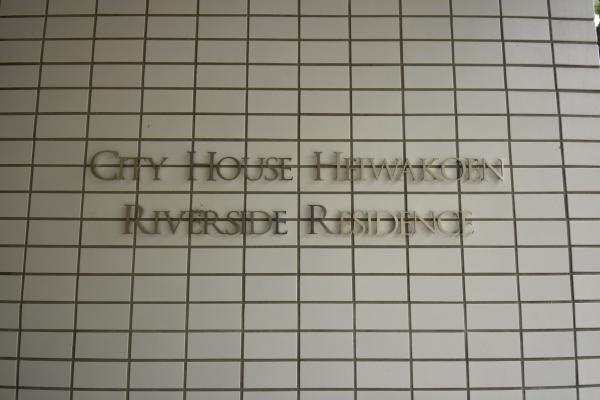 City House Heiwakoen
Riverside Residence